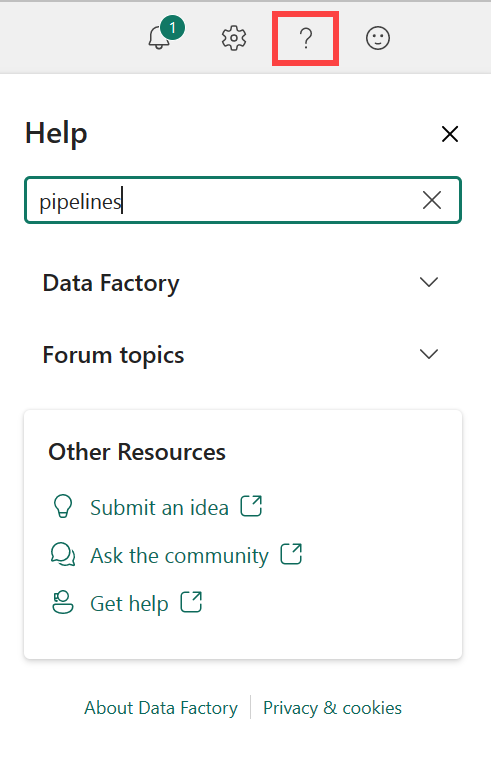 1
?
Help
pipelines
Data Factory
Forum topics
Other Resources
Submit an idea
Ask the community
Get help
About Data Factory
Privacy & cookies